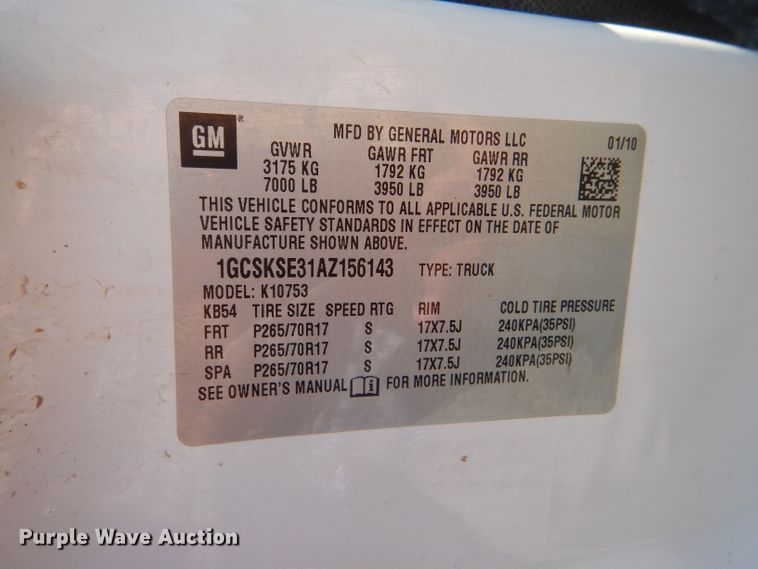 GM
MFD BY GENERAL MOTORS LLC 01/10
GVWR GAWR FRT GAWR RR
3175 KG 1792 KG 1792 KG
7000 LB 3950 LB 3950 LB
THIS VEHICLE CONFORMS TO ALL APPLICABLE U.S. FEDERAL MOTOR
VEHICLE SAFETY STANDARDS IN EFFECT ON THE DATE OF
MANUFACTURE SHOWN ABOVE.
1GCSKSE31AZ156143 TYPE: TRUCK
MODEL: K10753
KB54 TIRE SIZE SPEED RTG RIM COLD TIRE PRESSURE
FRT P265/70R17 S 17X7.5J 240KPA(35PSI)
RR P265/70R17 S 17X7.5J 240KPA(35PSI)
SPA P265/70R17 S 17X7.5J 240KPA(35PSI)
SEE OWNER'S MANUAL FOR MORE INFORMATION.
Purple Wave Auction